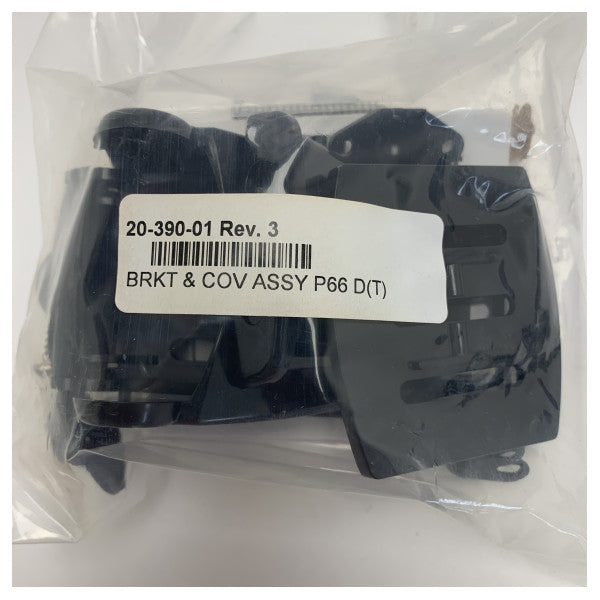 20-390-01 Rev. 3
BRKT & COV ASSY P66 D(T)